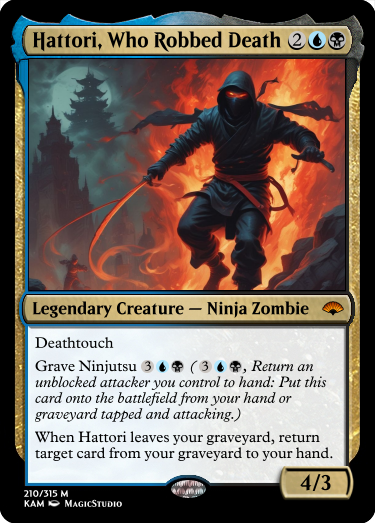 Hattori, Who Robbed Death 2
Legendary Creature — Ninja Zombie
Deathtouch
Grave Ninjutsu 3 ( 3 , Return an
unblocked attacker you control to hand: Put this
card onto the battlefield from your hand or
graveyard tapped and attacking.)
When Hattori leaves your graveyard, return
target card from your graveyard to your hand.
4/3
210/315 M
KAM MagicStudio